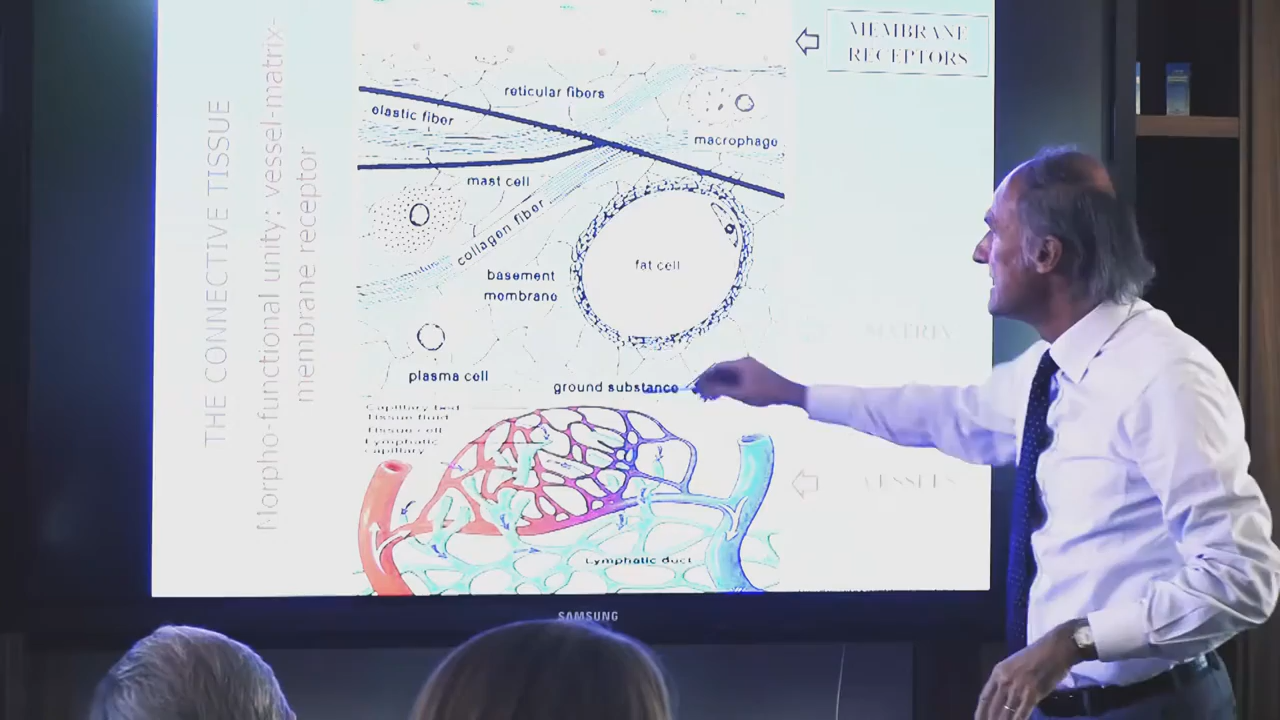 THE CONNECTIVE TISSUE
Morpho-functional unity: vessel-matrix-
membrane receptor
MEMBRANE
RECEPTORS
reticular fibers
elastic fiber
macrophage
mast cell
collagen fiber
fat cell
basement
membrane
MATRIX
plasma cell
ground substance
Capillary bed
Tissue fluid
Tissue cell
Lymphatic
capillary
VESSELS
Lymphatic duct
SAMSUNG